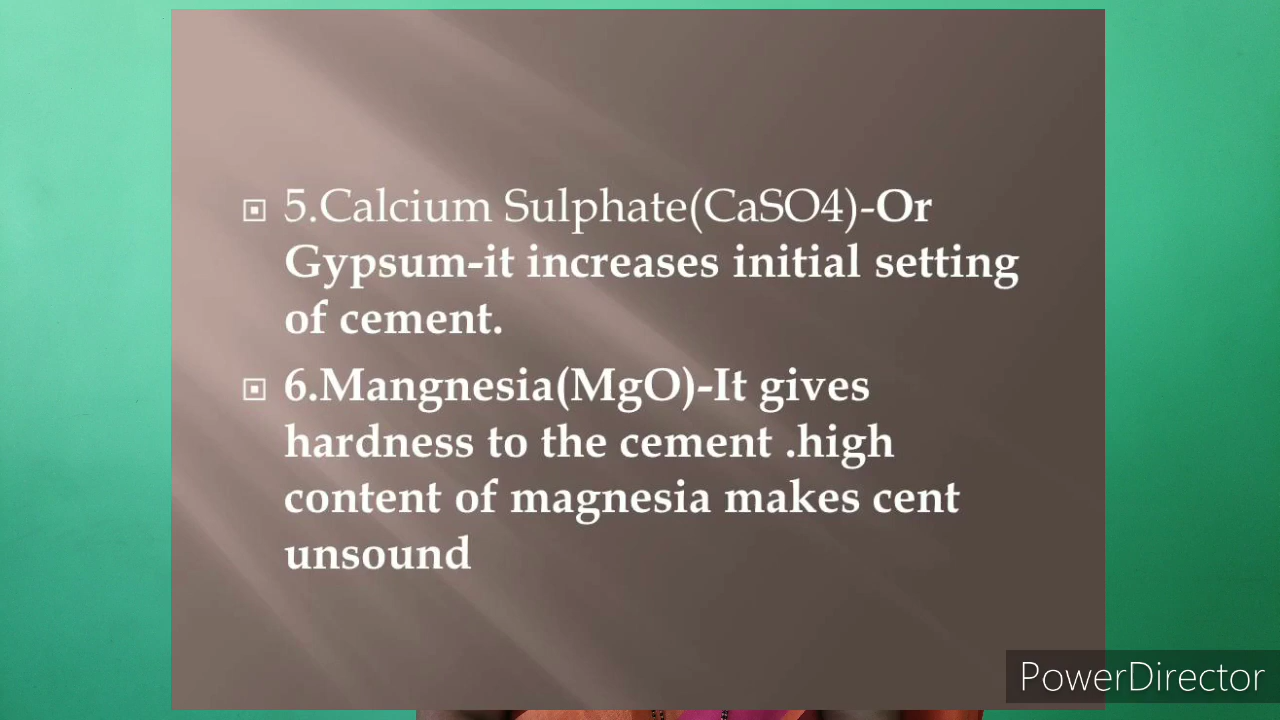 5.Calcium Sulphate(CaSO4)-Or
Gypsum-it increases initial setting
of cement.
6.Mangnesia(MgO)-It gives
hardness to the cement .high
content of magnesia makes cent
unsound
PowerDirector